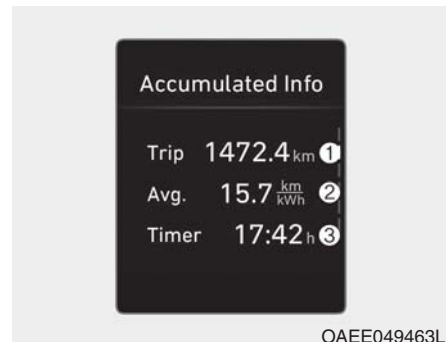 Accumulated Info
Trip 1472.4 km ①
Avg. 15.7 km/kWh ②
Timer 17:42 h ③
OAEE049463L